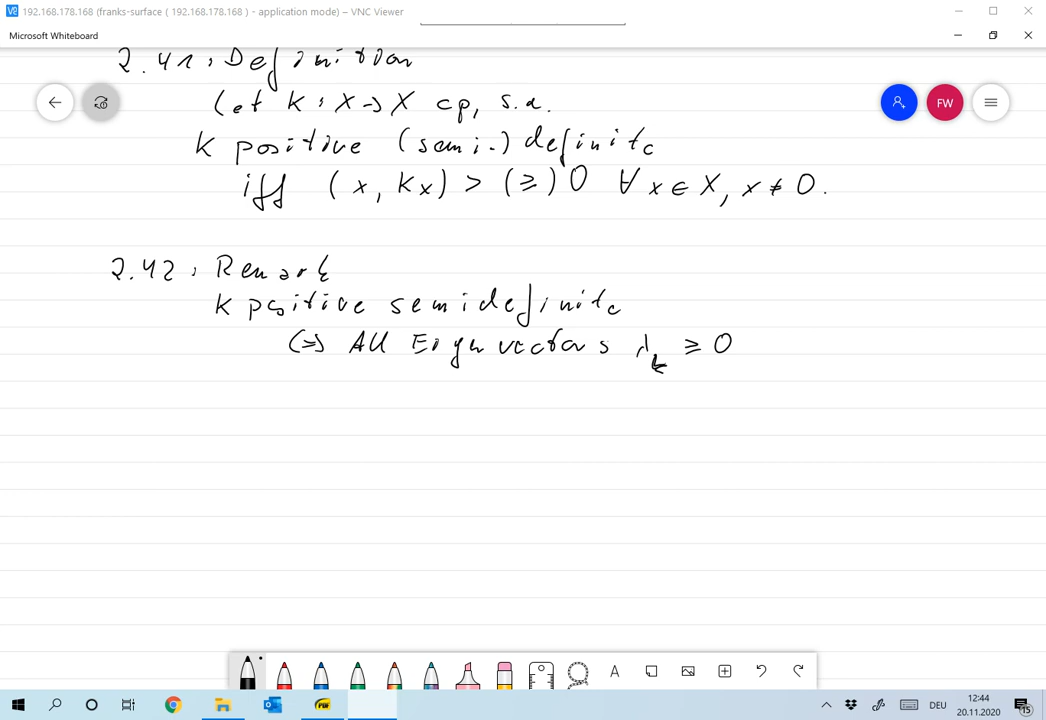 192.168.178.168 (franks-surface ( 192.168.178.168 ) - application mode) – VNC Viewer
Microsoft Whiteboard
2.41: Definition
Let K : X → X cp, s.a.
FW
K positive (semi-) definite
iff (x, Kx) > (≥) 0 ∀ x ∈ X, x ≠ 0.
2.42: Remark
K positive semidefinite
(=) All Eigenvectors λₖ ≥ 0
A
DEU
12:44
20.11.2020
15